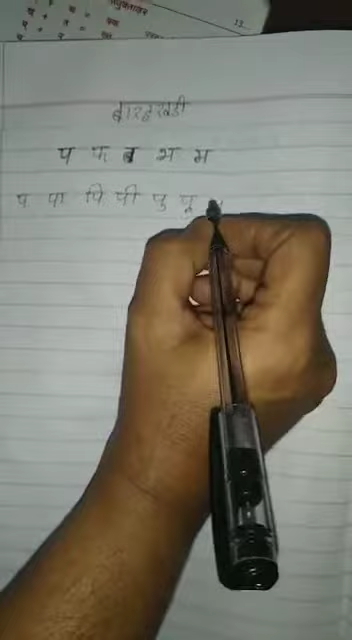 बारहखडी
प फ ब भ म
प पा पि पी पु पू